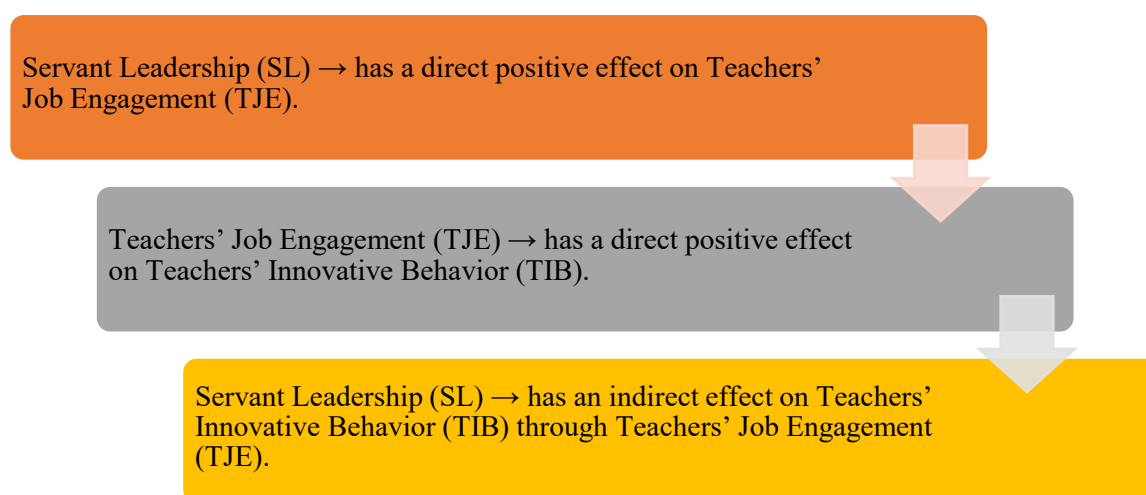 Servant Leadership (SL) → has a direct positive effect on Teachers’
Job Engagement (TJE).
Teachers’ Job Engagement (TJE) → has a direct positive effect
on Teachers’ Innovative Behavior (TIB).
Servant Leadership (SL) → has an indirect effect on Teachers’
Innovative Behavior (TIB) through Teachers’ Job Engagement
(TJE).